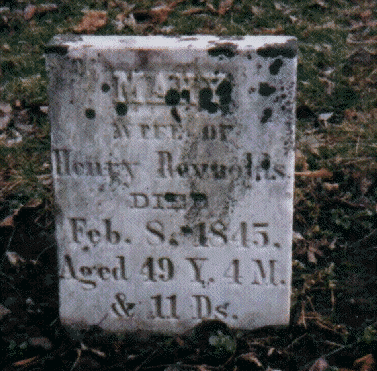 MARY
WIFE OF
Henry Reynolds
DIED
Feb. 8. 1845.
Aged 49 Y. 4 M.
& 11 Ds.